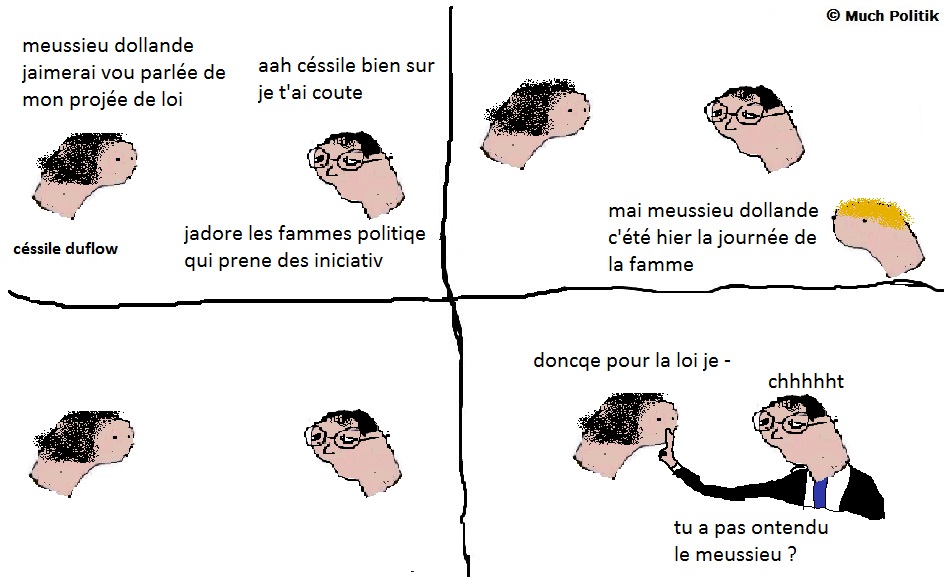 © Much Politik
meussieu dollande
jaimerai vou parlée de
mon projée de loi
aah céssile bien sur
je t'ai coute
céssile duflow
jadore les fammes politiqe
qui prene des iniciativ
mai meussieu dollande
c'été hier la journée de
la famme
doncqe pour la loi je -
chhhhht
tu a pas ontendu
le meussieu ?